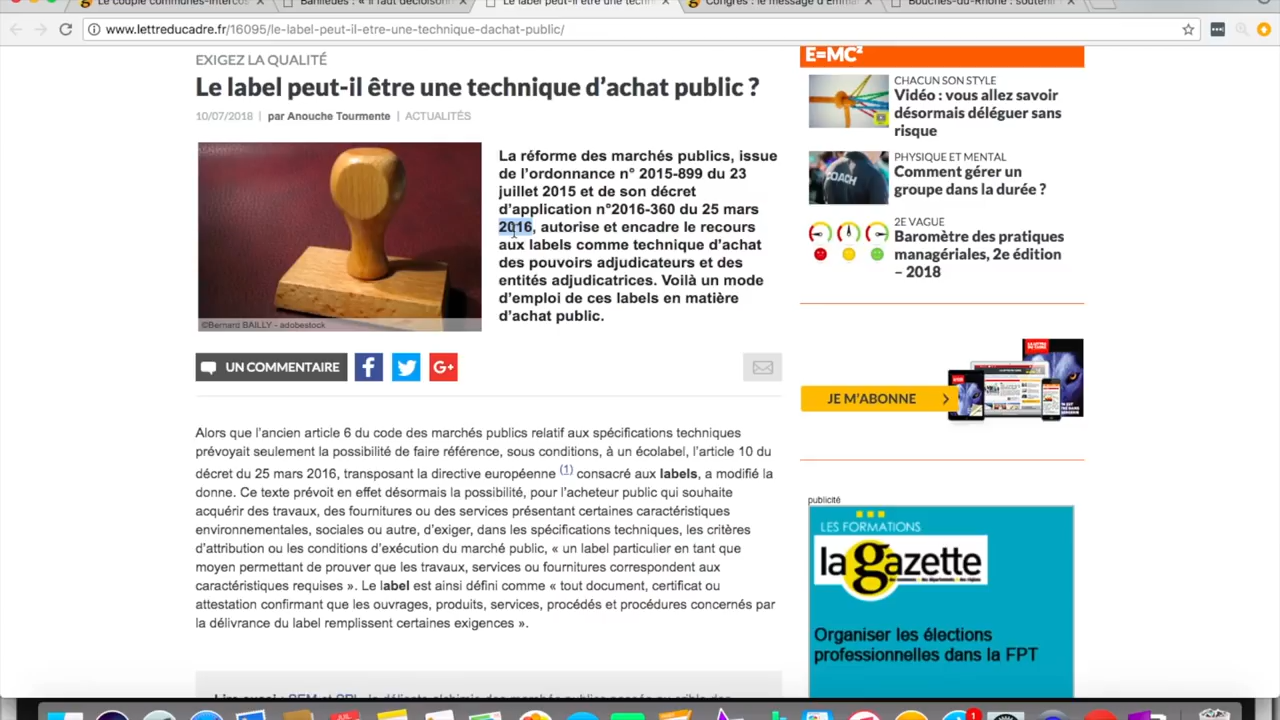 Le couple communes-interco
Banlieues : « il faut décloisonn
Le label peut-il être une techn
Congrès : le message d'Emma
Bouches-du-Rhône : soutenir
www.lettreducadre.fr/16095/le-label-peut-il-etre-une-technique-dachat-public/
EXIGEZ LA QUALITÉ
Le label peut-il être une technique d'achat public ?
10/07/2018 | par Anouche Tourmente | ACTUALITÉS
La réforme des marchés publics, issue
de l'ordonnance n° 2015-899 du 23
juillet 2015 et de son décret
d'application n°2016-360 du 25 mars
2016, autorise et encadre le recours
aux labels comme technique d'achat
des pouvoirs adjudicateurs et des
entités adjudicatrices. Voilà un mode
d'emploi de ces labels en matière
d'achat public.
©Bernard BAILLY - adobestock
UN COMMENTAIRE
f
G+
Alors que l'ancien article 6 du code des marchés publics relatif aux spécifications techniques
prévoyait seulement la possibilité de faire référence, sous conditions, à un écolabel, l'article 10 du
décret du 25 mars 2016, transposant la directive européenne (1) consacré aux labels, a modifié la
donne. Ce texte prévoit en effet désormais la possibilité, pour l'acheteur public qui souhaite
acquérir des travaux, des fournitures ou des services présentant certaines caractéristiques
environnementales, sociales ou autre, d'exiger, dans les spécifications techniques, les critères
d'attribution ou les conditions d'exécution du marché public, « un label particulier en tant que
moyen permettant de prouver que les travaux, services ou fournitures correspondent aux
caractéristiques requises ». Le label est ainsi défini comme « tout document, certificat ou
attestation confirmant que les ouvrages, produits, services, procédés et procédures concernés par
la délivrance du label remplissent certaines exigences ».
E=MC²
CHACUN SON STYLE
Vidéo : vous allez savoir
désormais déléguer sans
risque
COACH
PHYSIQUE ET MENTAL
Comment gérer un
groupe dans la durée ?
2E VAGUE
Baromètre des pratiques
managériales, 2e édition
– 2018
JE M'ABONNE
publicité
LES FORMATIONS
la gazette
Organiser les élections
professionnelles dans la FPT
1